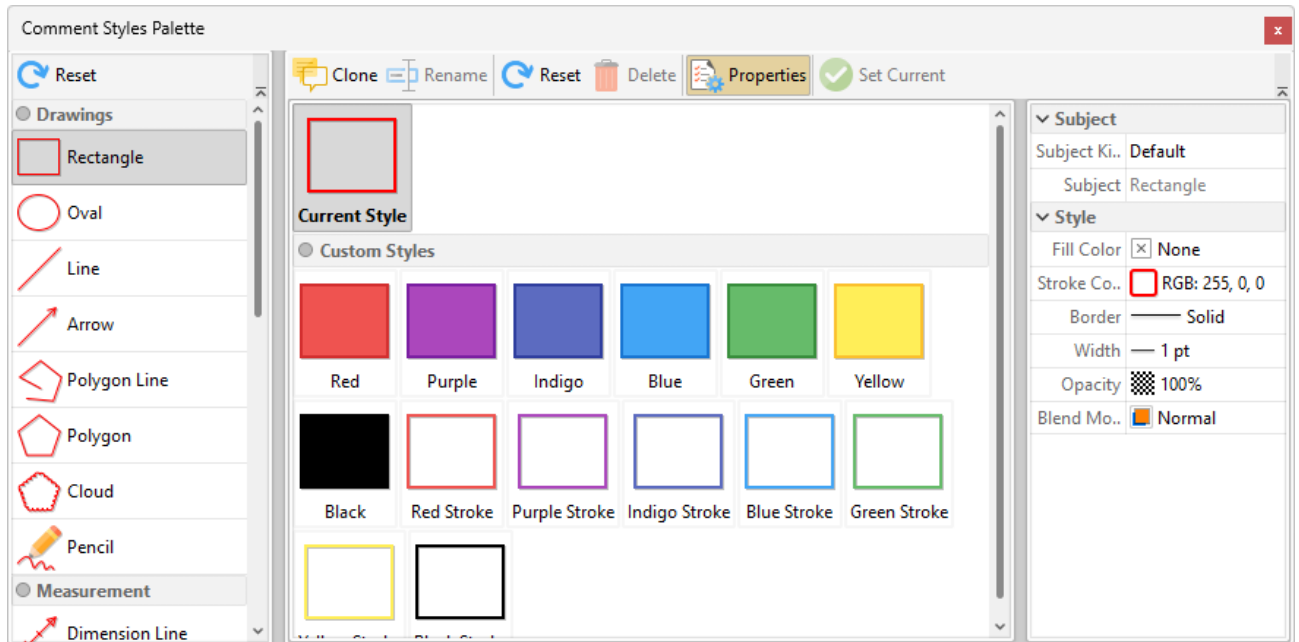 Comment Styles Palette
Reset
Clone Rename Reset Delete Properties Set Current
Drawings
Rectangle
Oval
Line
Arrow
Polygon Line
Polygon
Cloud
Pencil
Measurement
Dimension Line
Current Style
Custom Styles
Red Purple Indigo Blue Green Yellow
Black Red Stroke Purple Stroke Indigo Stroke Blue Stroke Green Stroke
Subject
Subject Ki.. Default
Subject Rectangle
Style
Fill Color None
Stroke Co.. RGB: 255, 0, 0
Border Solid
Width 1 pt
Opacity 100%
Blend Mo.. Normal